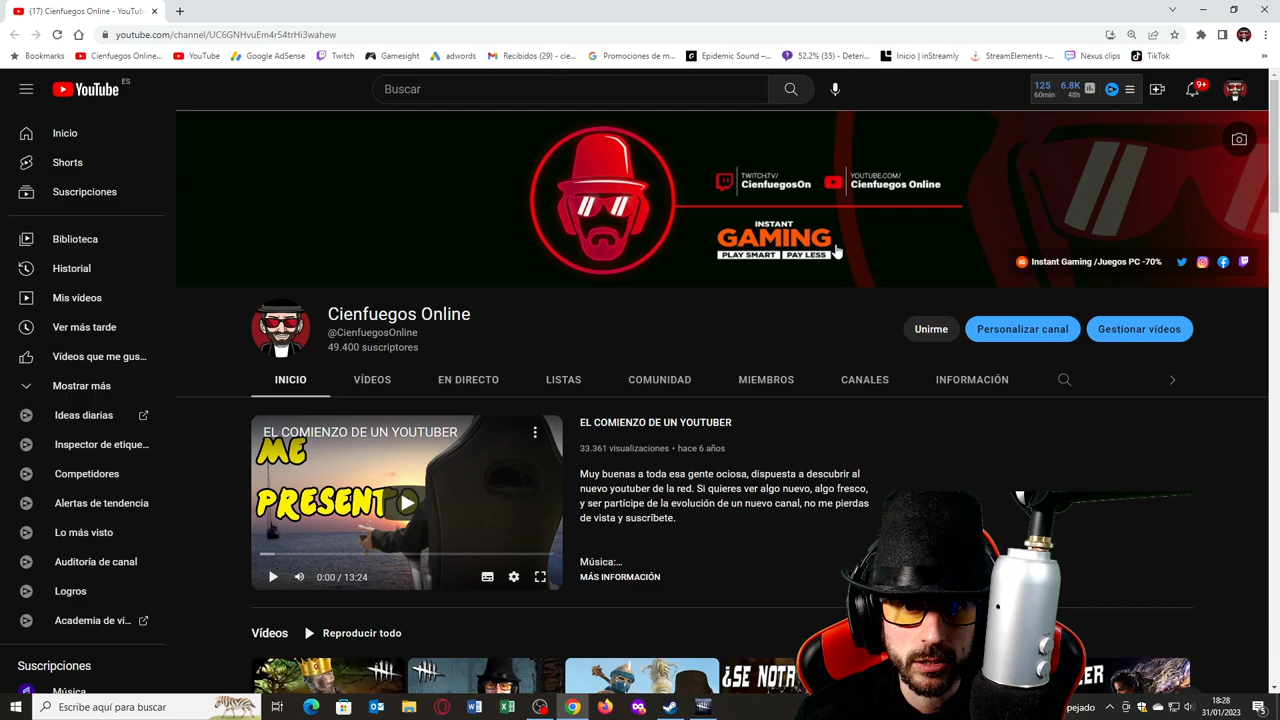 (17) Cienfuegos Online - YouTub
youtube.com/channel/UC6GNHvuEm4r54trHi3wahew
Bookmarks
Cienfuegos Online...
YouTube
Google AdSense
Twitch
Gamesight
adwords
Recibidos (29) - cie...
Promociones de m...
Epidemic Sound –...
52.2% (35) - Deteri...
Inicio | inStreamly
StreamElements -...
Nexus clips
TikTok
YouTube ES
Buscar
125 60min
6.8K 48h
9+
Inicio
Shorts
Suscripciones
Biblioteca
Historial
Mis vídeos
Ver más tarde
Vídeos que me gus...
Mostrar más
Ideas diarias
Inspector de etique...
Competidores
Alertas de tendencia
Lo más visto
Auditoría de canal
Logros
Academia de vi...
Suscripciones
Música
TWITCH.TV/
CienfuegosOn
YOUTUBE.COM/
Cienfuegos Online
INSTANT
GAMING
PLAY SMART PAY LESS
IG Instant Gaming /Juegos PC -70%
Cienfuegos Online
@CienfuegosOnline
49.400 suscriptores
Unirme
Personalizar canal
Gestionar vídeos
INICIO
VÍDEOS
EN DIRECTO
LISTAS
COMUNIDAD
MIEMBROS
CANALES
INFORMACIÓN
EL COMIENZO DE UN YOUTUBER
ME
PRESENT
0:00 / 13:24
EL COMIENZO DE UN YOUTUBER
33.361 visualizaciones • hace 6 años
Muy buenas a toda esa gente ociosa, dispuesta a descubrir al
nuevo youtuber de la red. Si quieres ver algo nuevo, algo fresco,
y ser partícipe de la evolución de un nuevo canal, no me pierdas
de vista y suscríbete.
Música:...
MÁS INFORMACIÓN
Vídeos
Reproducir todo
¿SE NOTA
Escribe aquí para buscar
pejado
18:28
31/01/2023